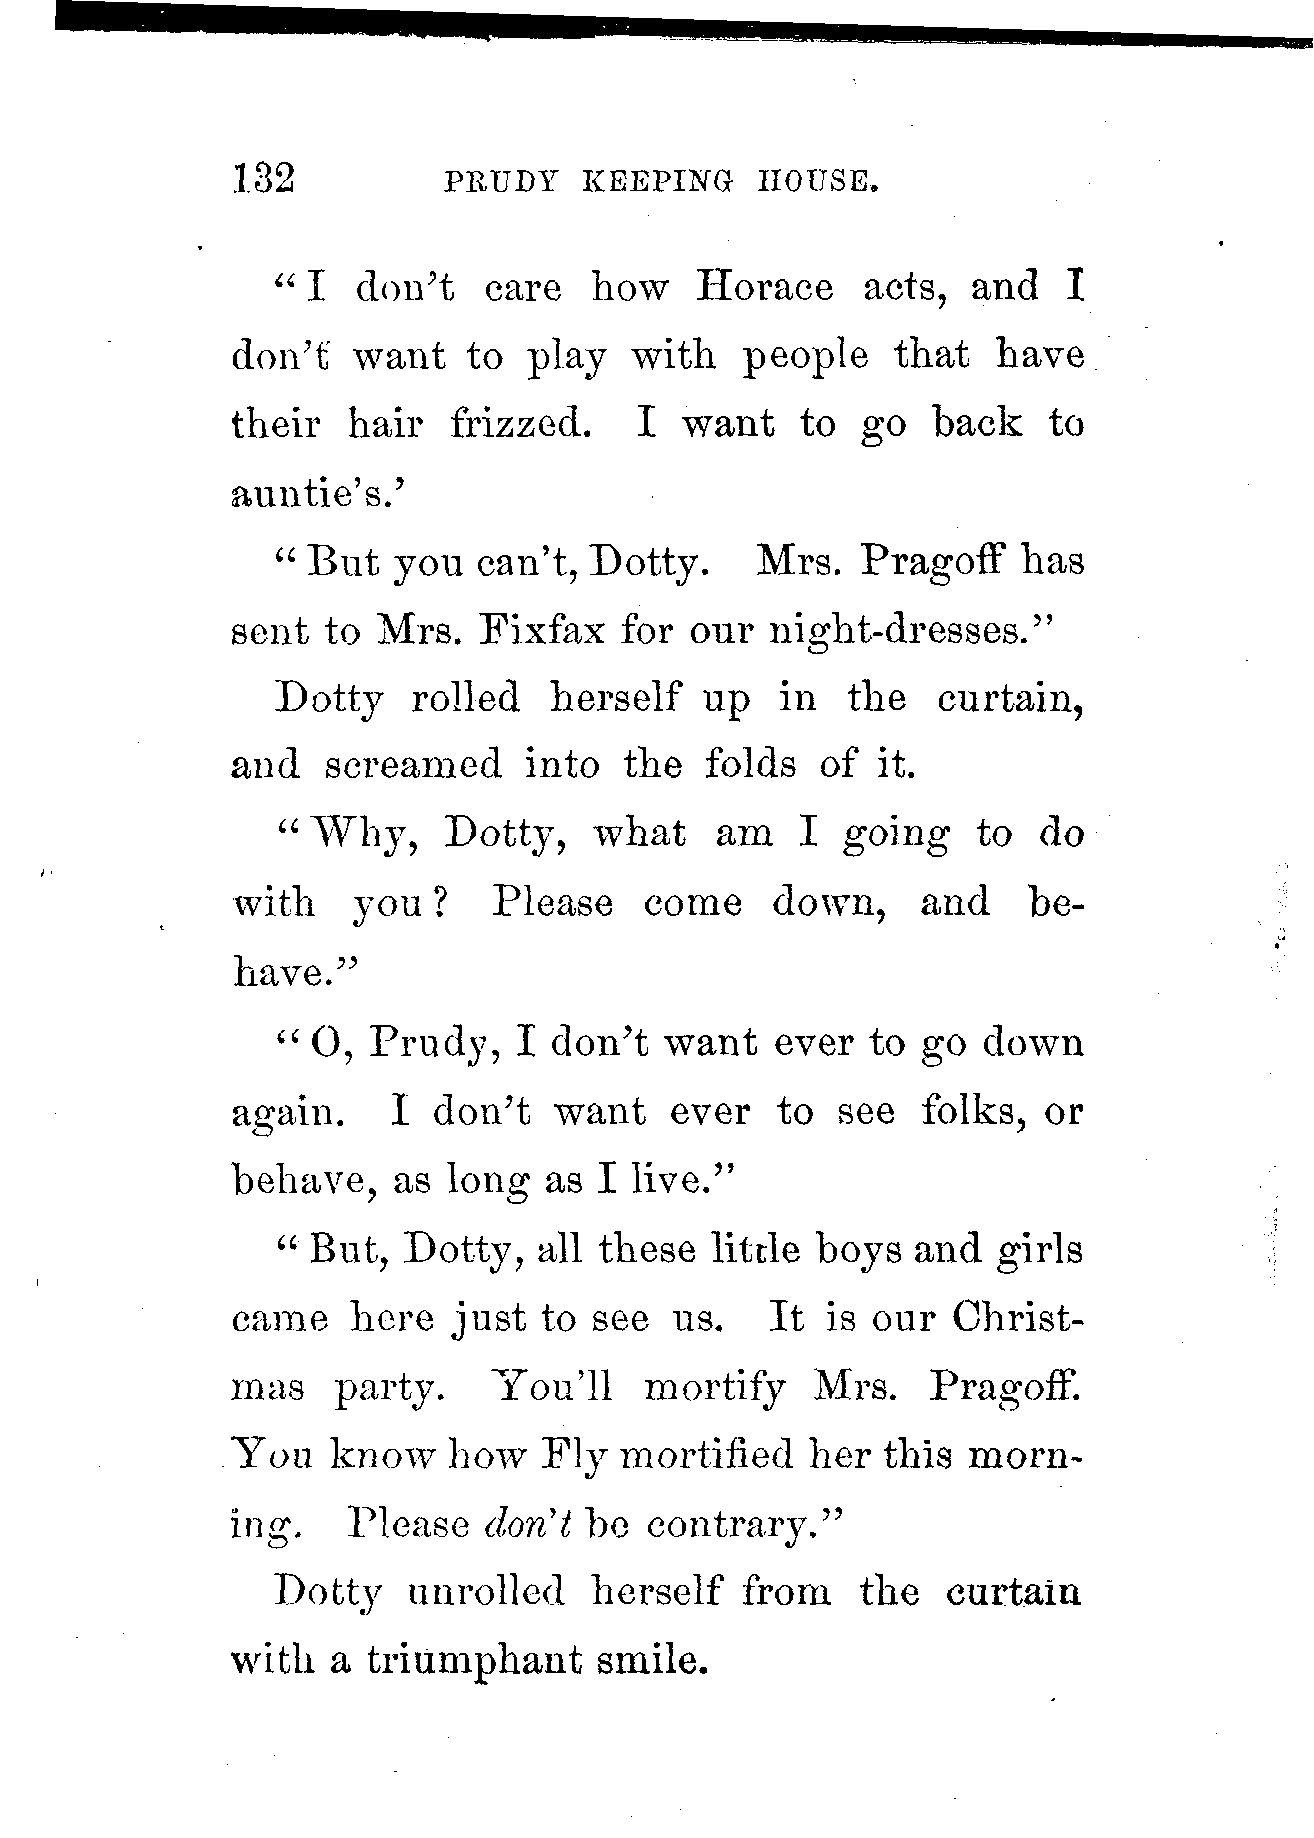 132 PRUDY KEEPING HOUSE.
"I don't care how Horace acts, and I
don't want to play with people that have
their hair frizzed. I want to go back to
auntie's.'
"But you can't, Dotty. Mrs. Pragoff has
sent to Mrs. Fixfax for our night-dresses."
Dotty rolled herself up in the curtain,
and screamed into the folds of it.
"Why, Dotty, what am I going to do
with you? Please come down, and be-
have."
"O, Prudy, I don't want ever to go down
again. I don't want ever to see folks, or
behave, as long as I live."
"But, Dotty, all these little boys and girls
came here just to see us. It is our Christ-
mas party. You'll mortify Mrs. Pragoff.
You know how Fly mortified her this morn-
ing. Please don't be contrary."
Dotty unrolled herself from the curtain
with a triumphant smile.